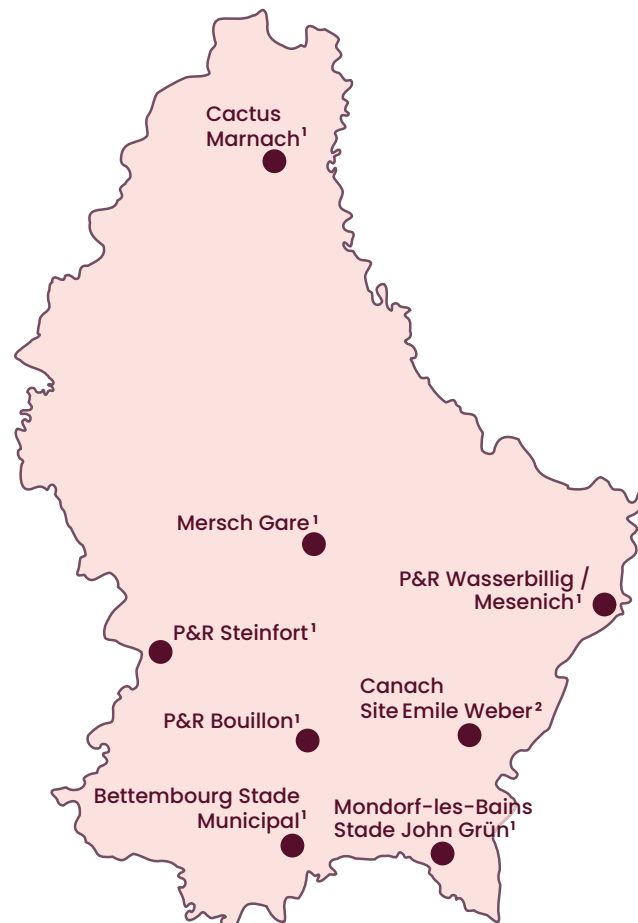 Cactus
Marnach¹
Mersch Gare¹
P&R Wasserbillig /
Mesenich¹
P&R Steinfort¹
Canach
Site Emile Weber²
P&R Bouillon¹
Bettembourg Stade
Municipal¹
Mondorf-les-Bains
Stade John Grün¹